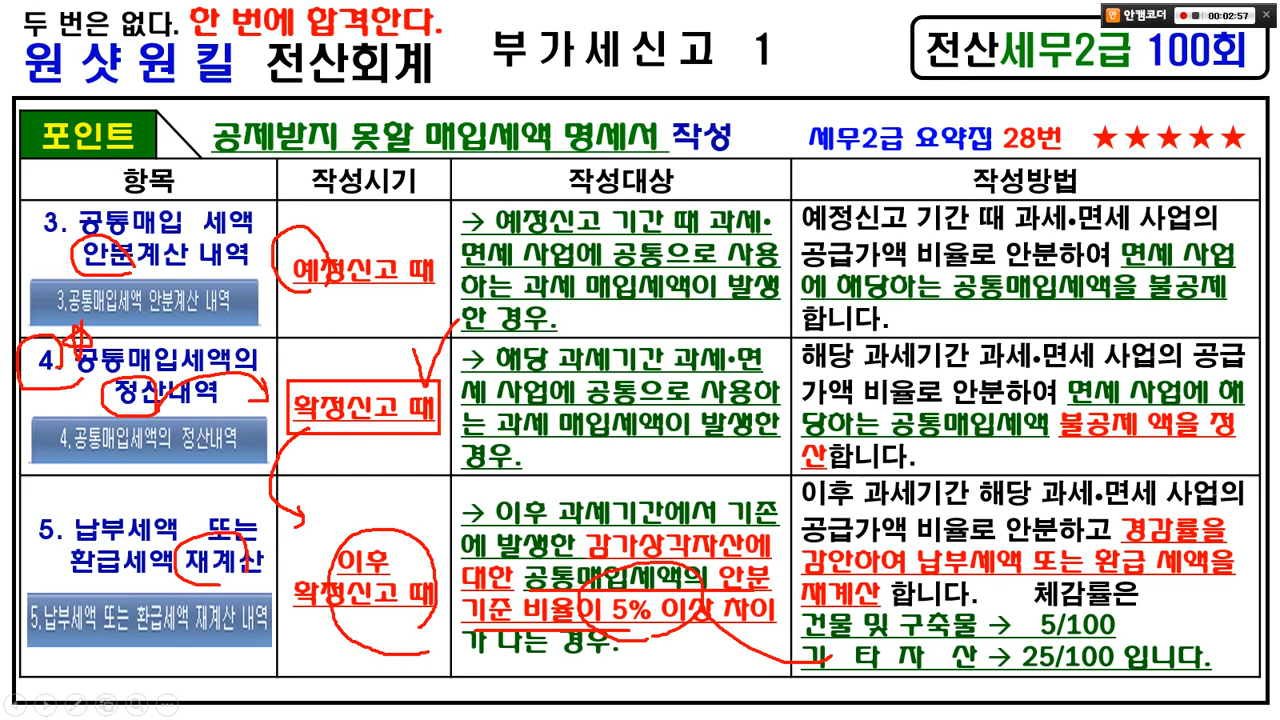 두 번은 없다. 한 번에 합격한다.
원 샷 원 킬 전산회계
부가세신고 1
전산세무2급 100회
안캠코더 00:02:57
포인트 공제받지 못할 매입세액 명세서 작성 세무2급 요약집 28번 ★★★★★
항목 작성시기 작성대상 작성방법
3. 공통매입 세액
안분계산 내역
3.공통매입세액 안분계산 내역
예정신고 때
→ 예정신고 기간 때 과세·
면세 사업에 공통으로 사용
하는 과세 매입세액이 발생
한 경우.
예정신고 기간 때 과세·면세 사업의
공급가액 비율로 안분하여 면세 사업
에 해당하는 공통매입세액을 불공제
합니다.
4. 공통매입세액의
정산내역
4.공통매입세액의 정산내역
확정신고 때
→ 해당 과세기간 과세·면
세 사업에 공통으로 사용하
는 과세 매입세액이 발생한
경우.
해당 과세기간 과세·면세 사업의 공급
가액 비율로 안분하여 면세 사업에 해
당하는 공통매입세액 불공제 액을 정
산합니다.
5. 납부세액 또는
환급세액 재계산
5.납부세액 또는 환급세액 재계산 내역
이후
확정신고 때
→ 이후 과세기간에서 기존
에 발생한 감가상각자산에
대한 공통매입세액의 안분
기준 비율이 5% 이상 차이
가 나는 경우.
이후 과세기간 해당 과세·면세 사업의
공급가액 비율로 안분하고 경감률을
감안하여 납부세액 또는 환급 세액을
재계산 합니다. 체감률은
건물 및 구축물 → 5/100
기 타 자 산 → 25/100 입니다.